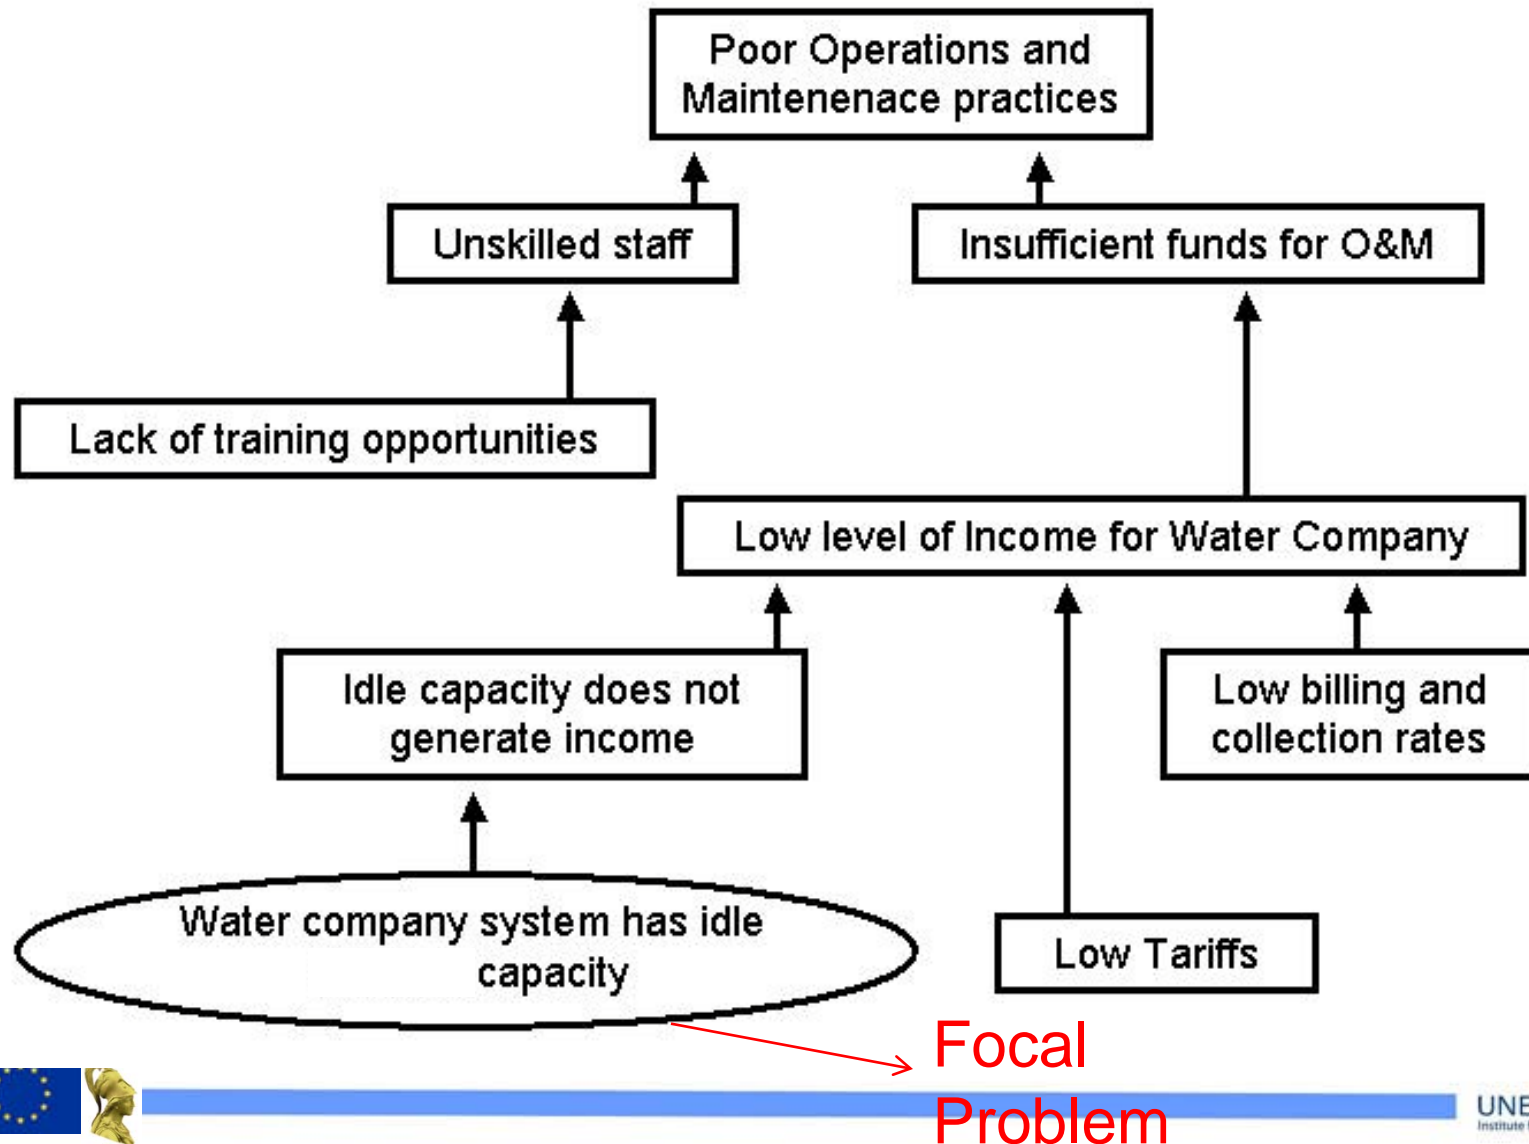 Poor Operations and
Maintenenace practices
Unskilled staff
Insufficient funds for O&M
Lack of training opportunities
Low level of Income for Water Company
Idle capacity does not
generate income
Low billing and
collection rates
Water company system has idle
capacity
Low Tariffs
Focal
Problem
UNE
Institute